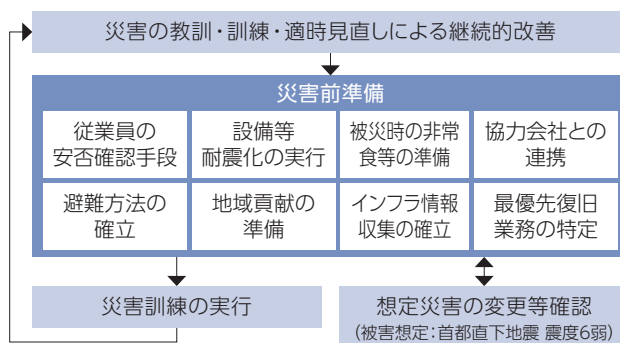 災害の教訓・訓練・適時見直しによる継続的改善
災害前準備
従業員の
安否確認手段
設備等
耐震化の実行
被災時の非常
食等の準備
協力会社との
連携
避難方法の
確立
地域貢献の
準備
インフラ情報
収集の確立
最優先復旧
業務の特定
災害訓練の実行
想定災害の変更等確認
(被害想定:首都直下地震 震度6弱)